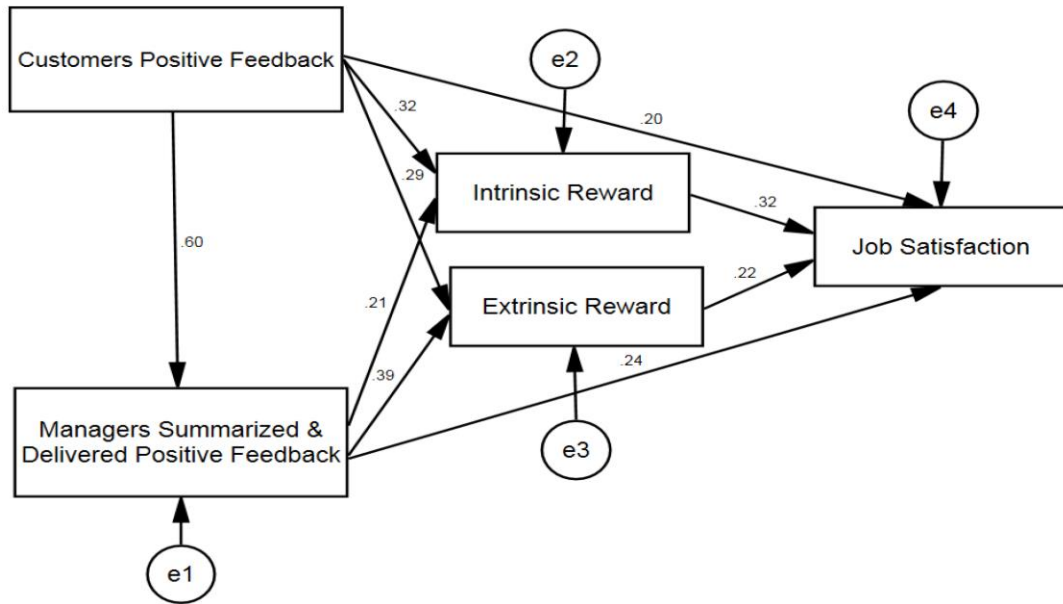 Customers Positive Feedback
e2
e4
.32
.20
.29
Intrinsic Reward
.32
Job Satisfaction
.60
.22
Extrinsic Reward
.21
.39
.24
Managers Summarized &
Delivered Positive Feedback
e3
e1